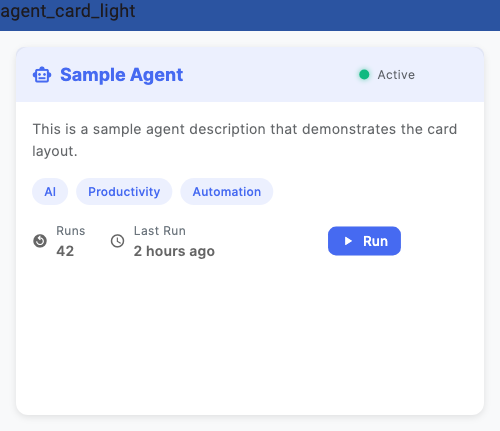 agent_card_light
Sample Agent
Active
This is a sample agent description that demonstrates the card
layout.
AI
Productivity
Automation
Runs
42
Last Run
2 hours ago
Run